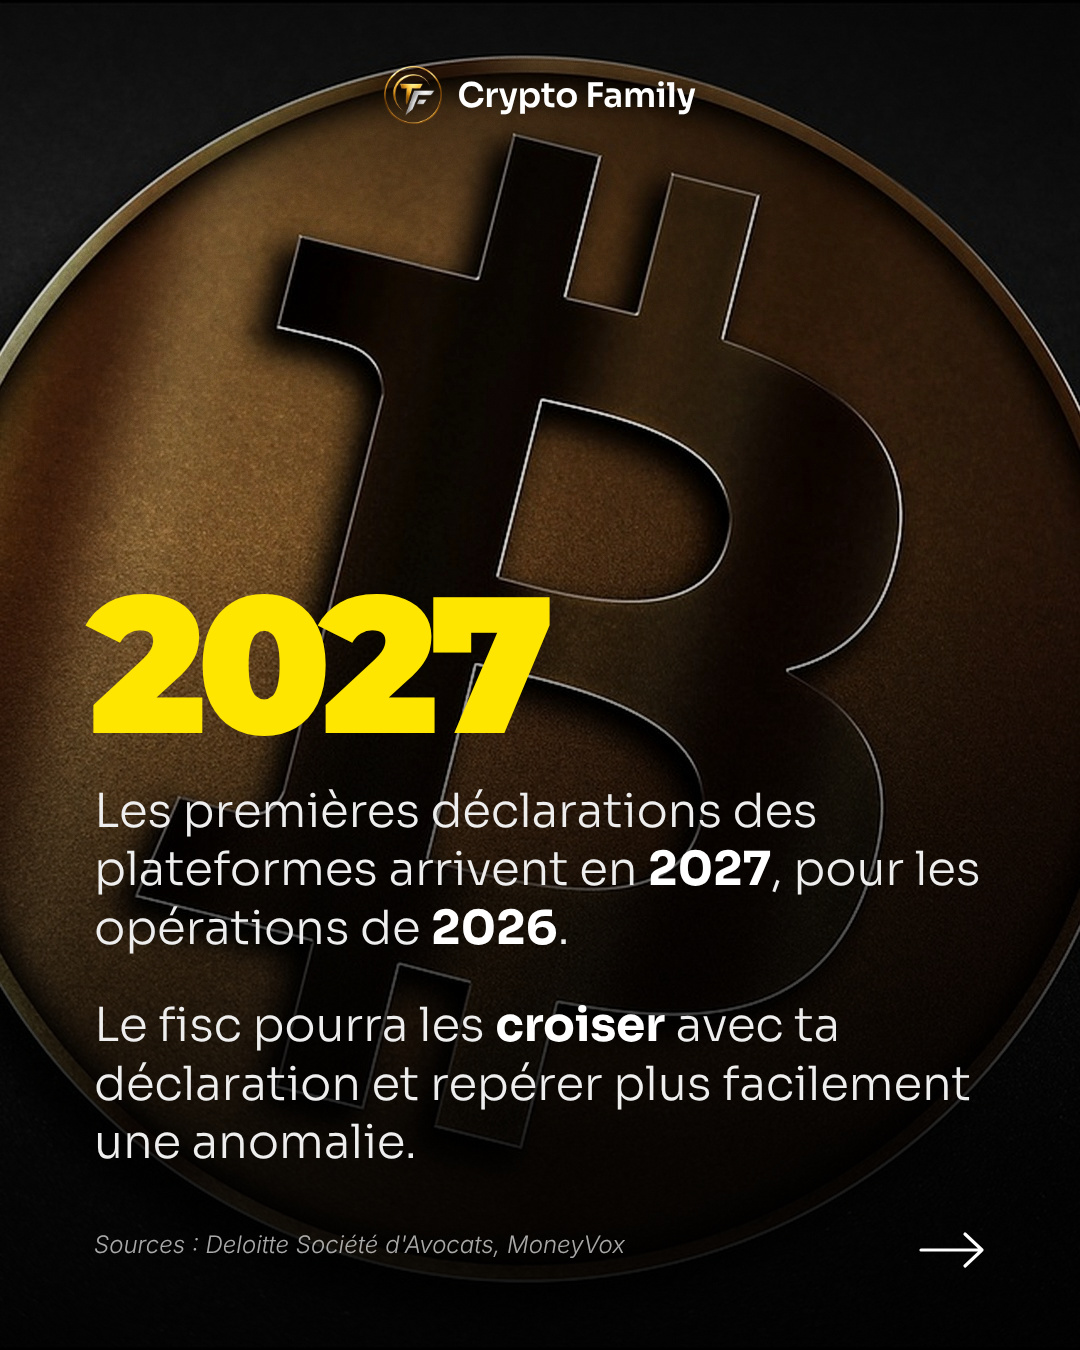 TF Crypto Family
2027
Les premières déclarations des
plateformes arrivent en 2027, pour les
opérations de 2026.
Le fisc pourra les croiser avec ta
déclaration et repérer plus facilement
une anomalie.
Sources : Deloitte Société d'Avocats, MoneyVox